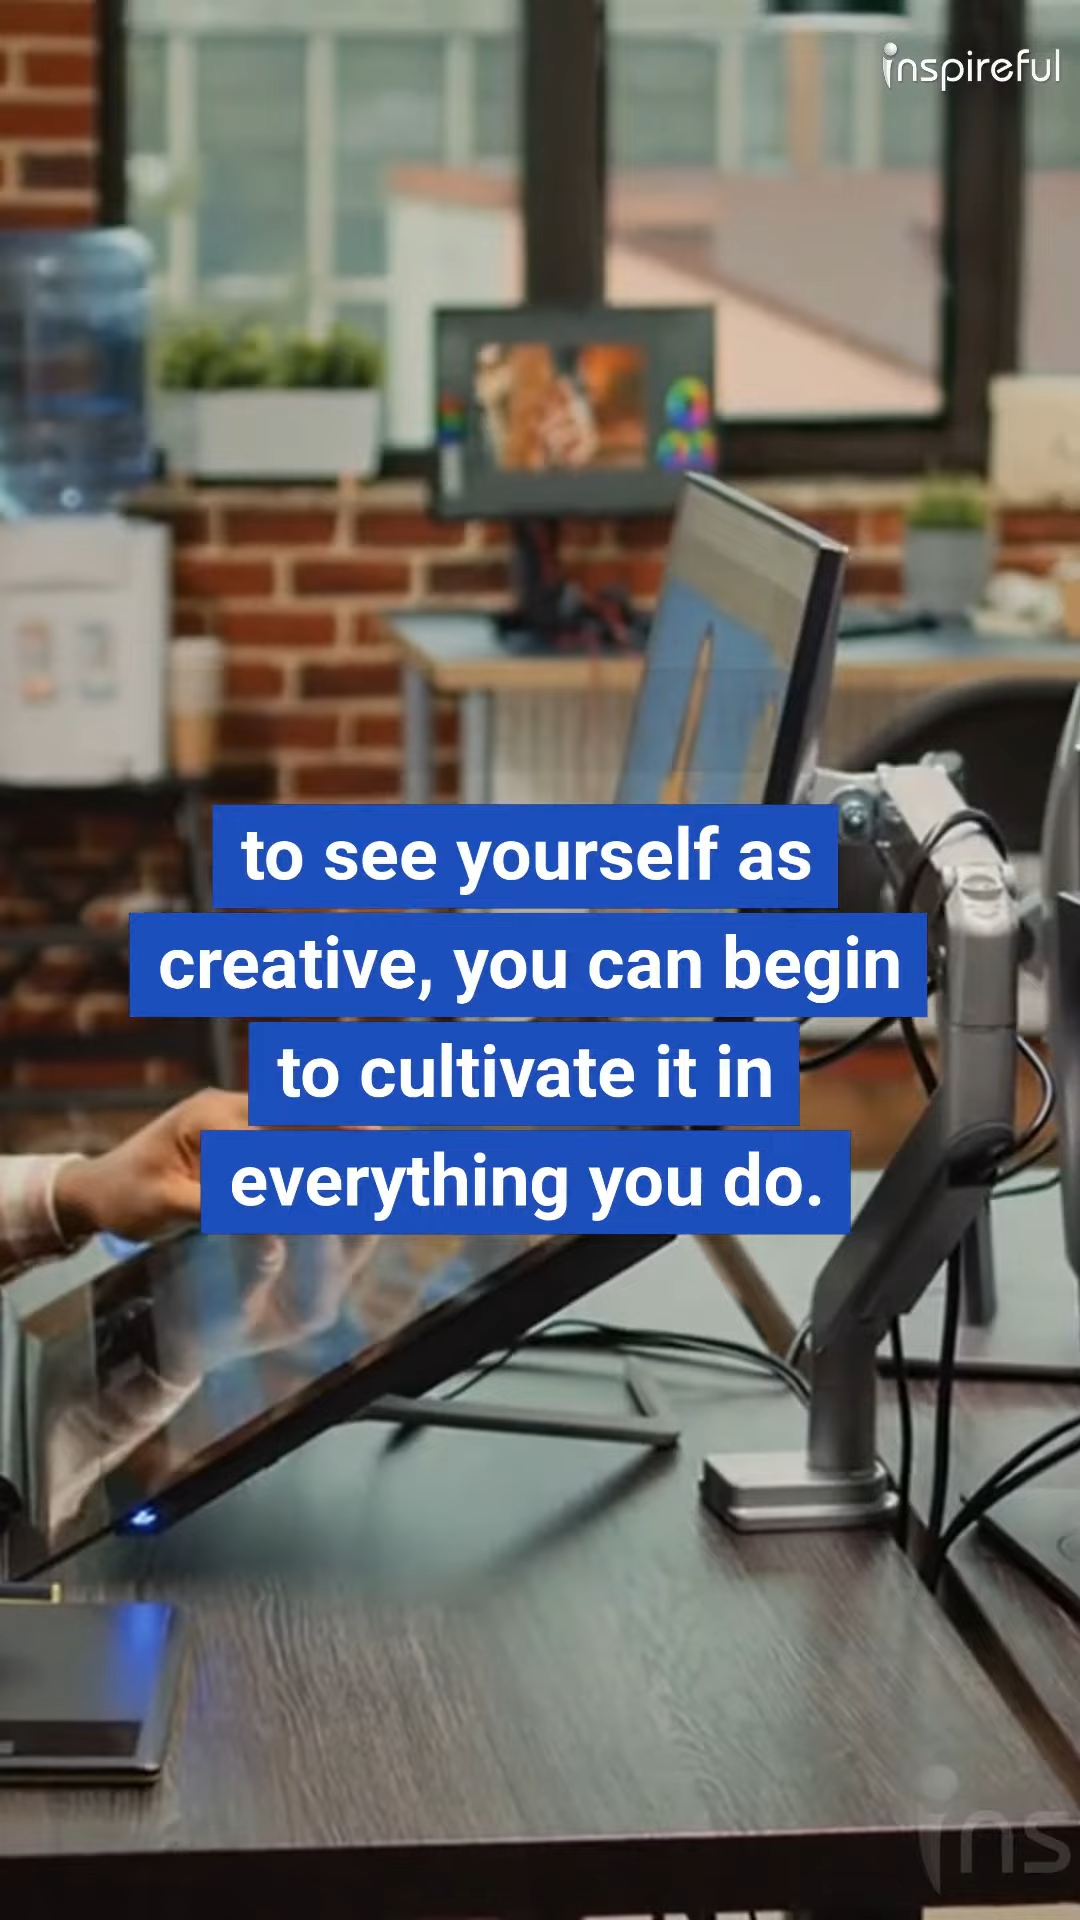 inspireful
to see yourself as
creative, you can begin
to cultivate it in
everything you do.
ins